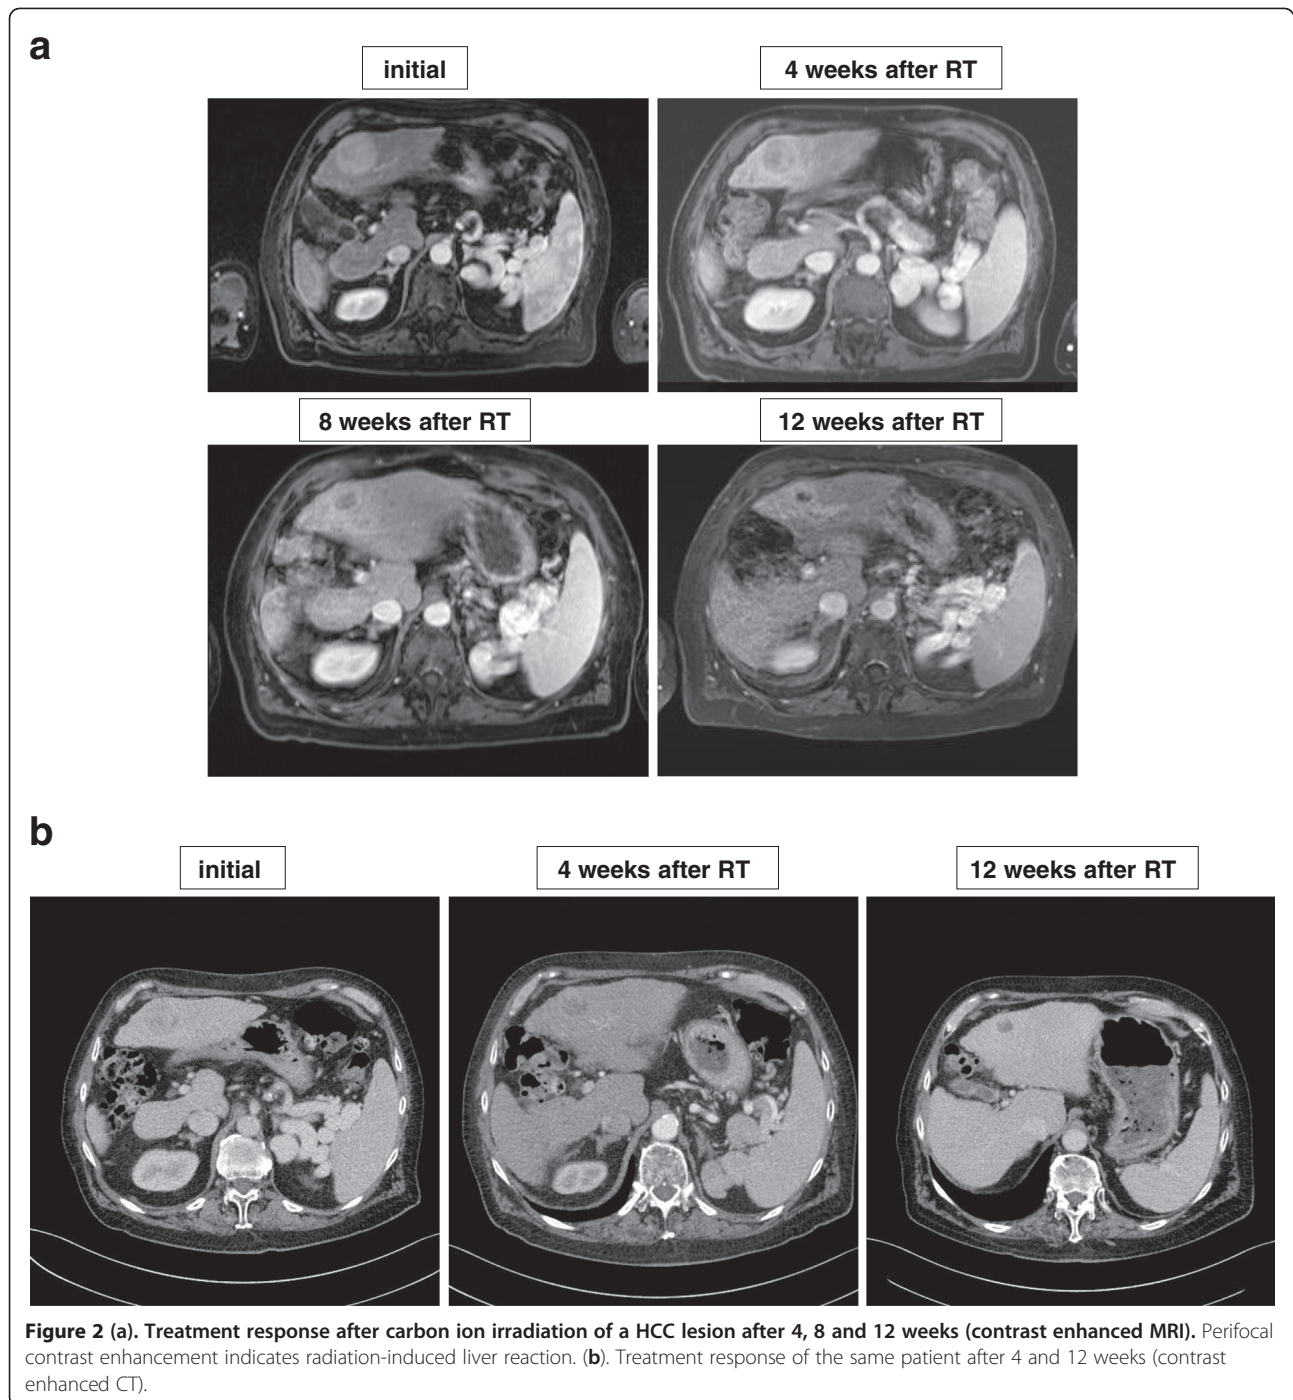 a
initial
4 weeks after RT
8 weeks after RT
12 weeks after RT
b
initial
4 weeks after RT
12 weeks after RT
Figure 2 (a). Treatment response after carbon ion irradiation of a HCC lesion after 4, 8 and 12 weeks (contrast enhanced MRI). Perifocal
contrast enhancement indicates radiation-induced liver reaction. (b). Treatment response of the same patient after 4 and 12 weeks (contrast
enhanced CT).